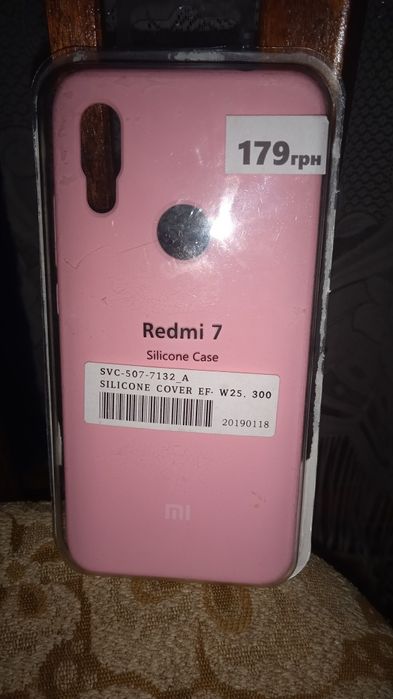 179грн
Redmi 7
Silicone Case
SVC-507-7132_A
SILICONE COVER EF- W25. 300
20190118
mi